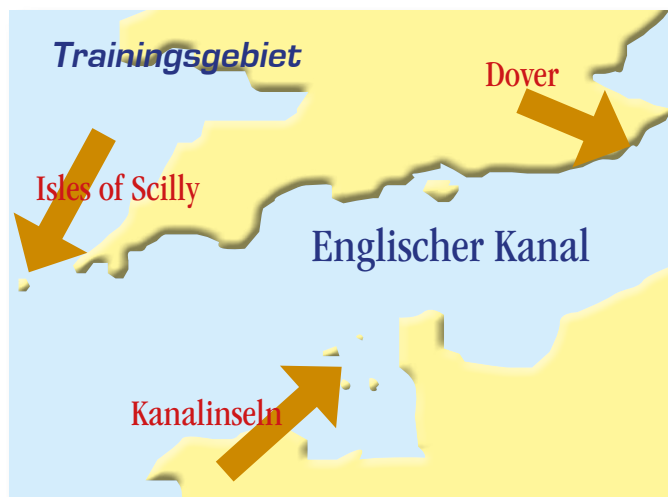 Trainingsgebiet
Dover
Isles of Scilly
Englischer Kanal
Kanalinseln